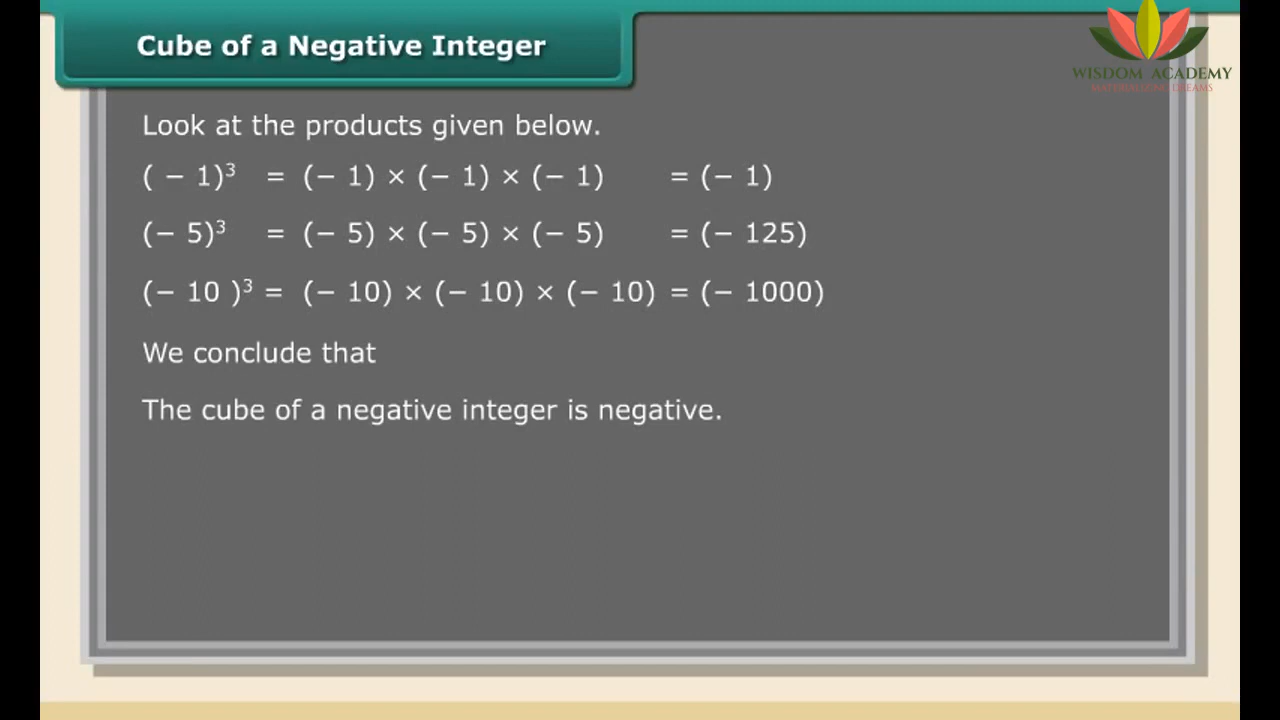 Cube of a Negative Integer
WISDOM ACADEMY
MATERIALIZING DREAMS
Look at the products given below.
( − 1)³ = (− 1) × (− 1) × (− 1) = (− 1)
(− 5)³ = (− 5) × (− 5) × (− 5) = (− 125)
(− 10 )³ = (− 10) × (− 10) × (− 10) = (− 1000)
We conclude that
The cube of a negative integer is negative.